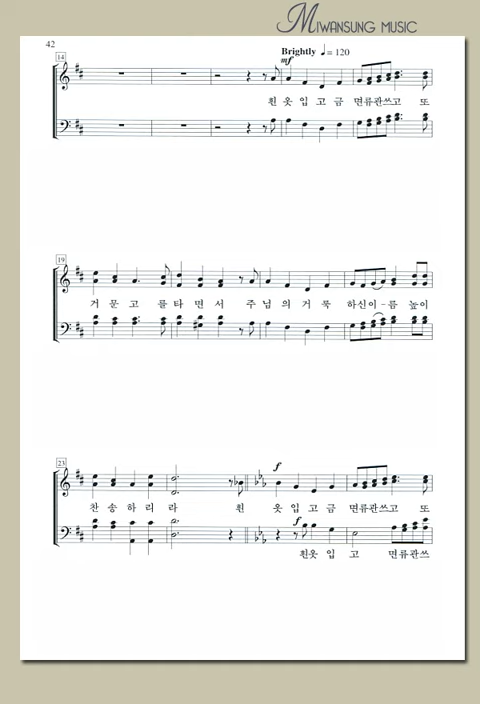 MIWANSUNG MUSIC
42
Brightly ♩= 120
14
mf
흰 옷 입 고 금 면류관쓰고 또
19
겨 문 고 를 타 면 서 주 님 의 거 룩 하신이-름 높이
23
f
찬 송 하 리 라 흰 옷 입 고 금 면류관쓰고 또
f
흰옷 입 고 면류관쓰